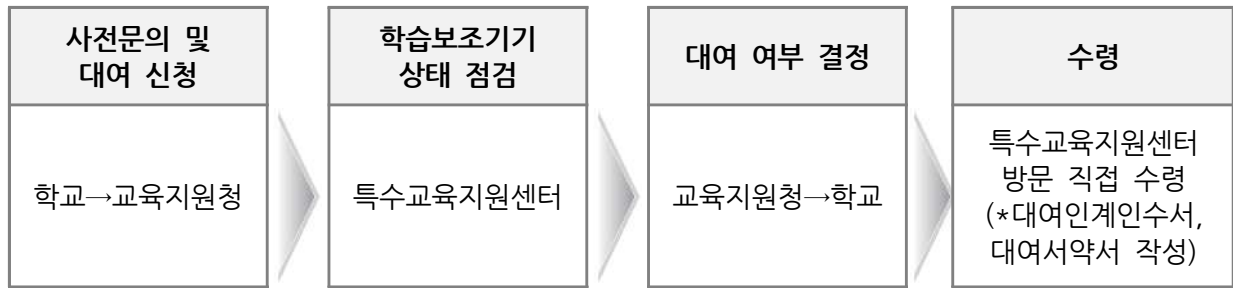 사전문의 및
대여 신청
학교→교육지원청
학습보조기기
상태 점검
특수교육지원센터
대여 여부 결정
교육지원청→학교
수령
특수교육지원센터
방문 직접 수령
(*대여인계인수서,
대여서약서 작성)